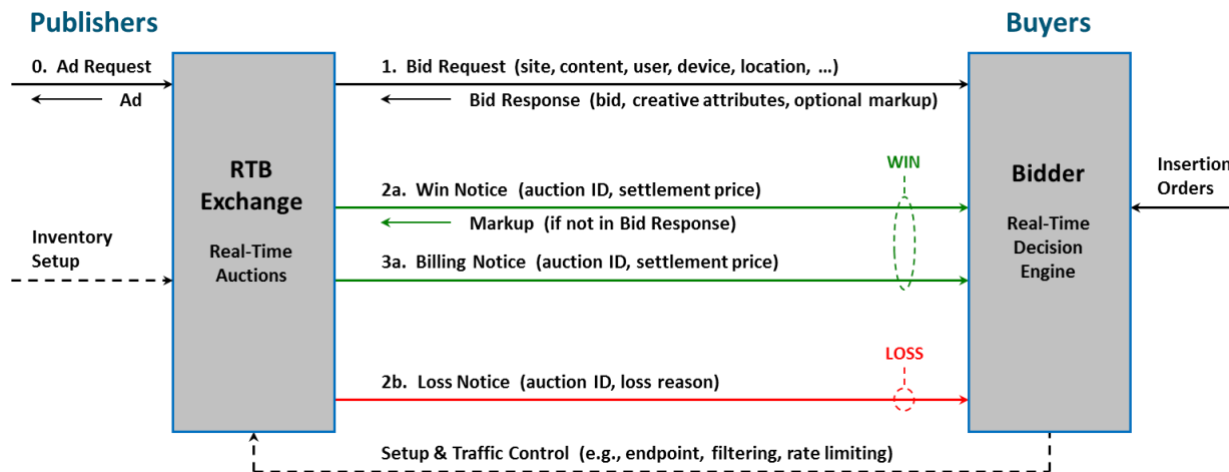 Publishers
Buyers
0. Ad Request
Ad
1. Bid Request (site, content, user, device, location, …)
Bid Response (bid, creative attributes, optional markup)
RTB
Exchange
Real-Time
Auctions
WIN
2a. Win Notice (auction ID, settlement price)
Markup (if not in Bid Response)
3a. Billing Notice (auction ID, settlement price)
Bidder
Real-Time
Decision
Engine
Insertion
Orders
Inventory
Setup
LOSS
2b. Loss Notice (auction ID, loss reason)
Setup & Traffic Control (e.g., endpoint, filtering, rate limiting)